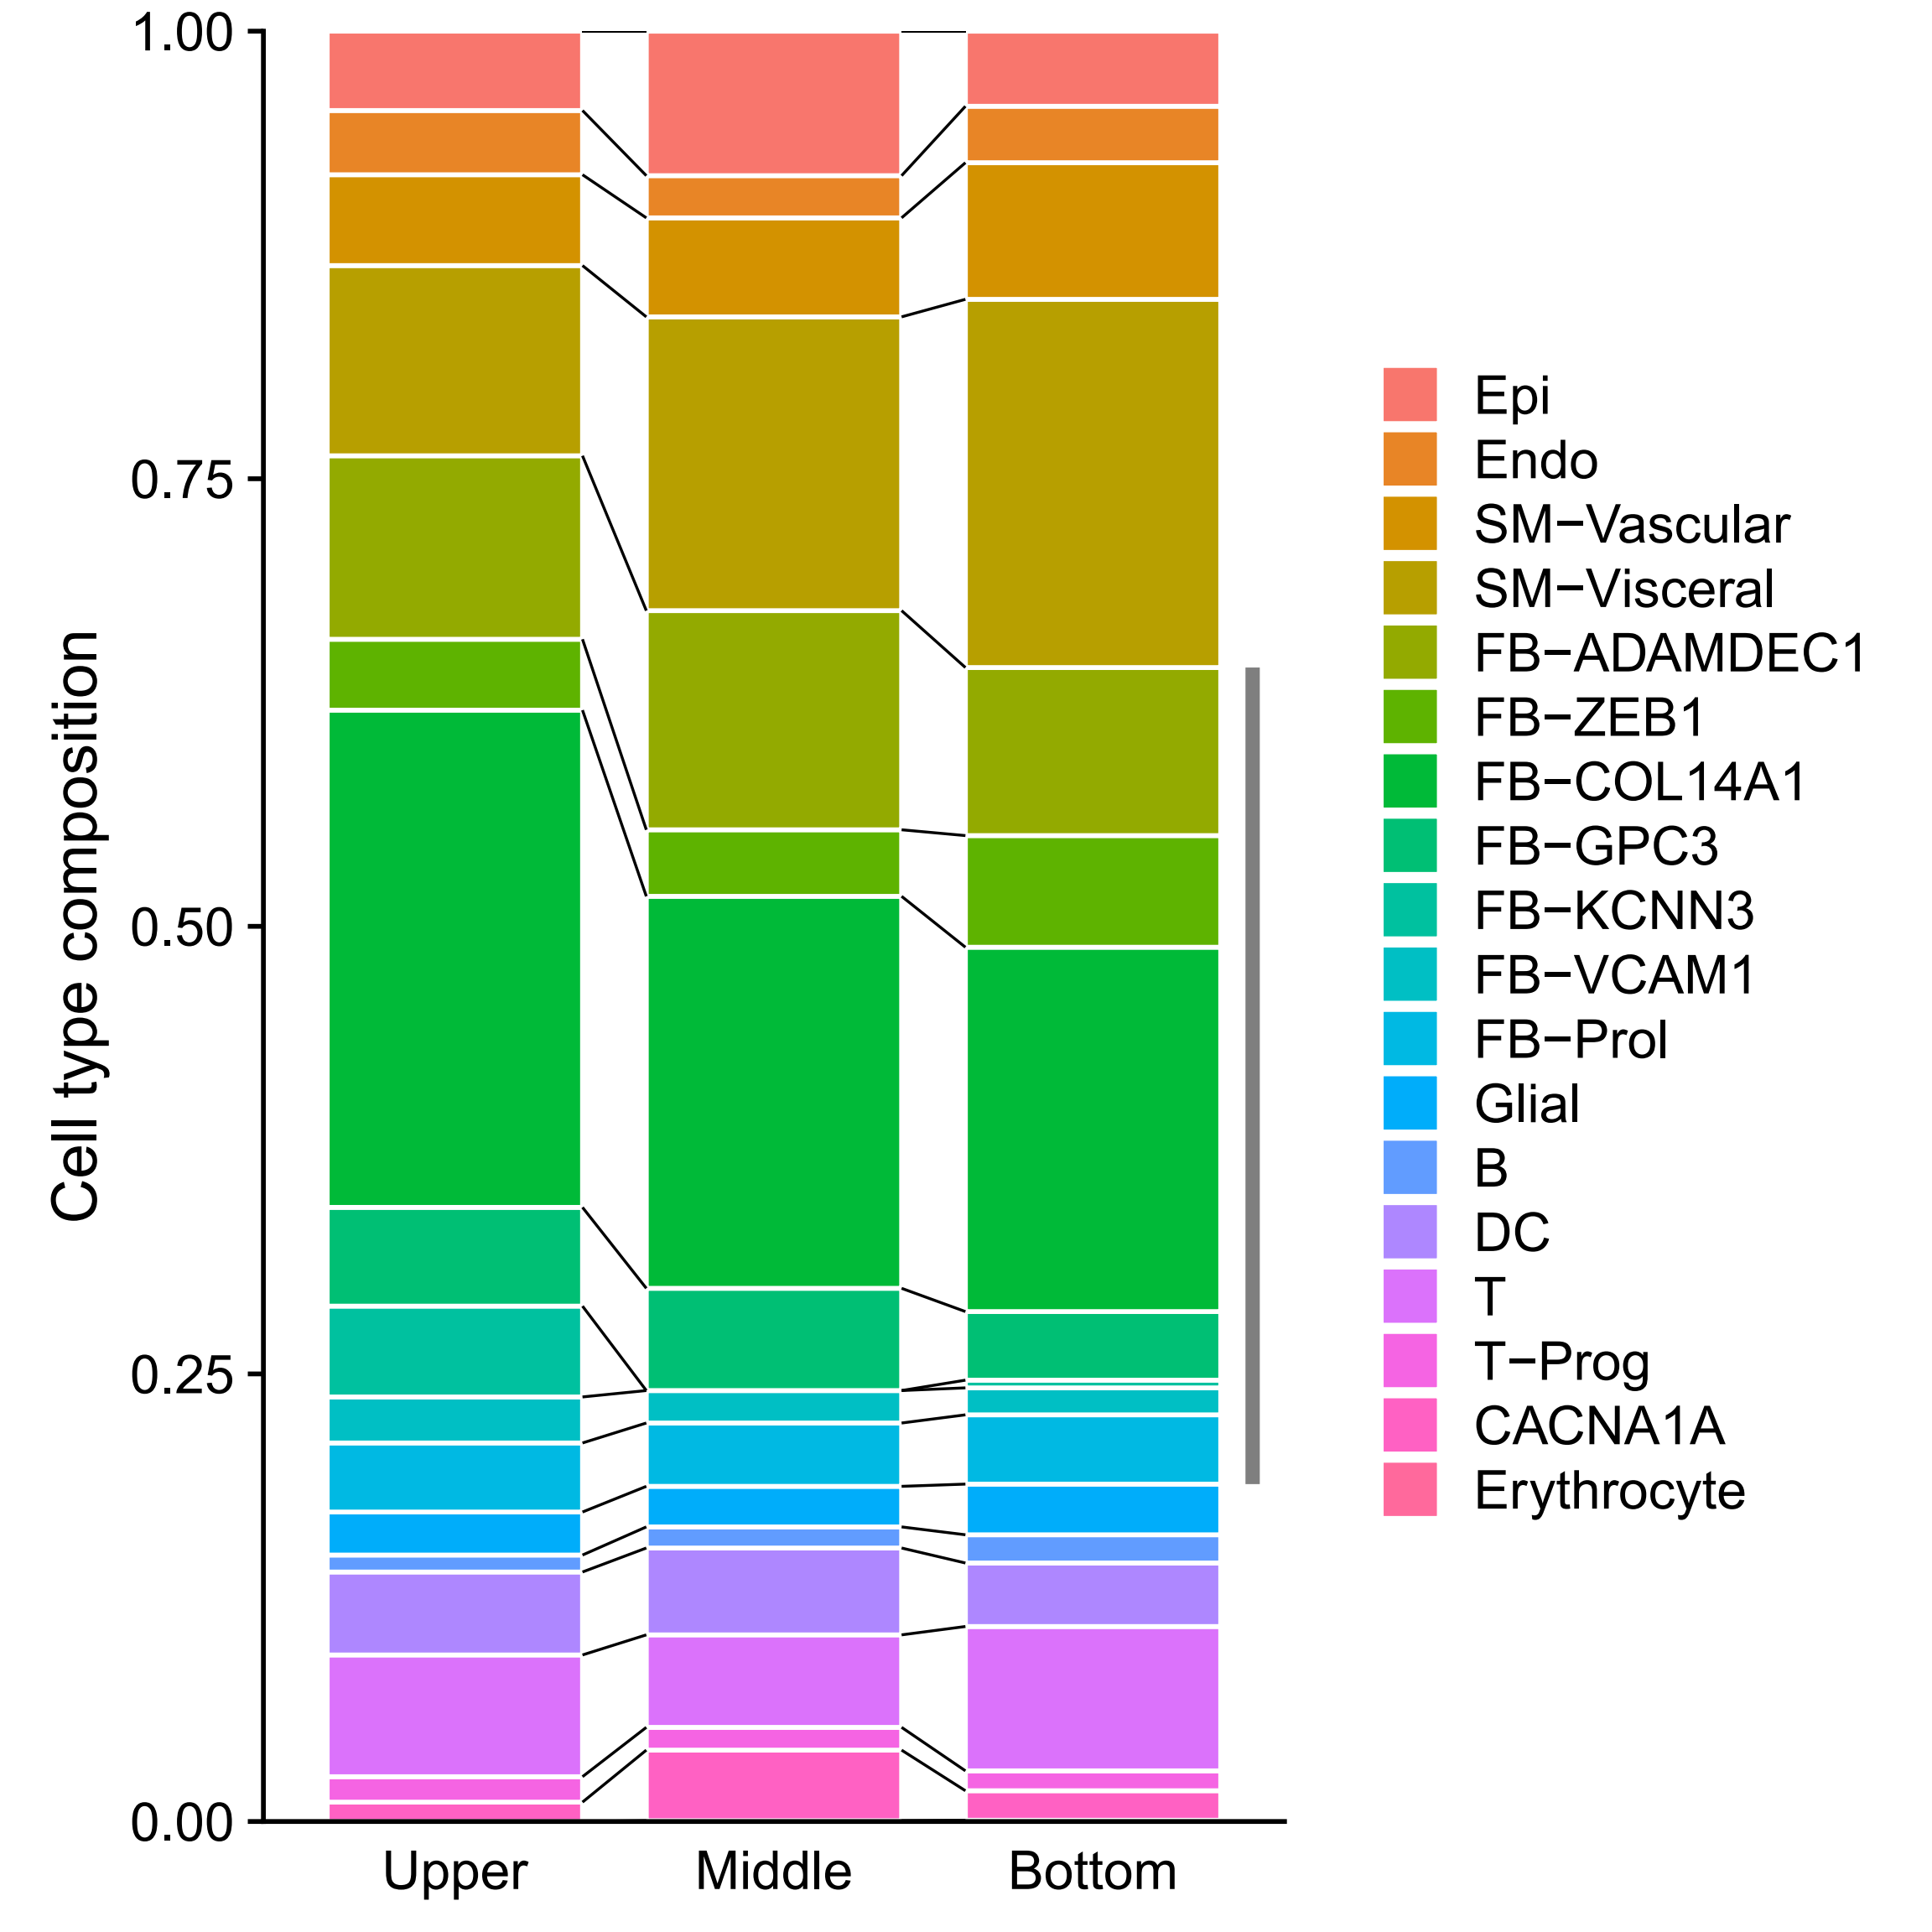 Cell type composition
1.00
0.75
0.50
0.25
0.00
Upper
Middle
Bottom
Epi
Endo
SM−Vascular
SM−Visceral
FB−ADAMDEC1
FB−ZEB1
FB−COL14A1
FB−GPC3
FB−KCNN3
FB−VCAM1
FB−Prol
Glial
B
DC
T
T−Prog
CACNA1A
Erythrocyte